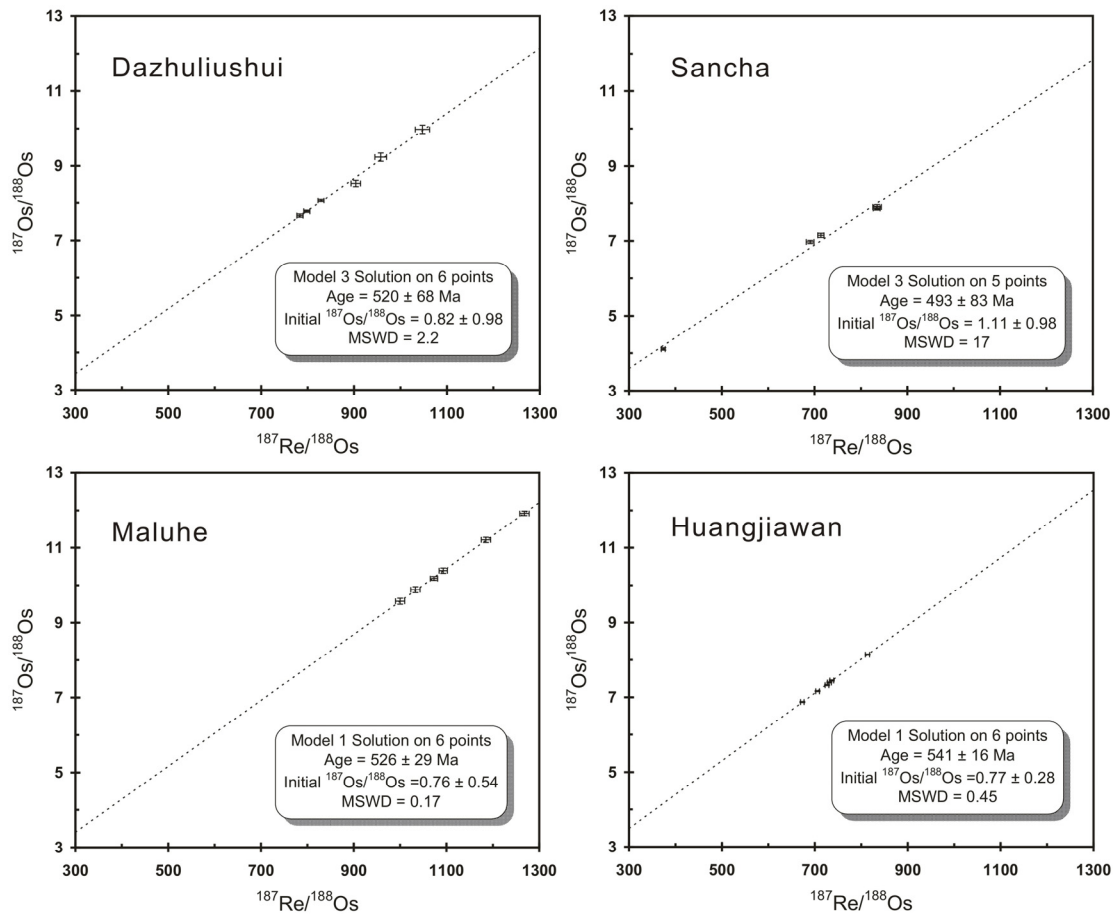 13
11
9
7
5
3
¹⁸⁷Os/¹⁸⁸Os
Dazhuliushui
Model 3 Solution on 6 points
Age = 520 ± 68 Ma
Initial ¹⁸⁷Os/¹⁸⁸Os = 0.82 ± 0.98
MSWD = 2.2
300 500 700 900 1100 1300
¹⁸⁷Re/¹⁸⁸Os
13
11
9
7
5
3
¹⁸⁷Os/¹⁸⁸Os
Sancha
Model 3 Solution on 5 points
Age = 493 ± 83 Ma
Initial ¹⁸⁷Os/¹⁸⁸Os = 1.11 ± 0.98
MSWD = 17
300 500 700 900 1100 1300
¹⁸⁷Re/¹⁸⁸Os
13
11
9
7
5
3
¹⁸⁷Os/¹⁸⁸Os
Maluhe
Model 1 Solution on 6 points
Age = 526 ± 29 Ma
Initial ¹⁸⁷Os/¹⁸⁸Os =0.76 ± 0.54
MSWD = 0.17
300 500 700 900 1100 1300
¹⁸⁷Re/¹⁸⁸Os
13
11
9
7
5
3
¹⁸⁷Os/¹⁸⁸Os
Huangjiawan
Model 1 Solution on 6 points
Age = 541 ± 16 Ma
Initial ¹⁸⁷Os/¹⁸⁸Os =0.77 ± 0.28
MSWD = 0.45
300 500 700 900 1100 1300
¹⁸⁷Re/¹⁸⁸Os